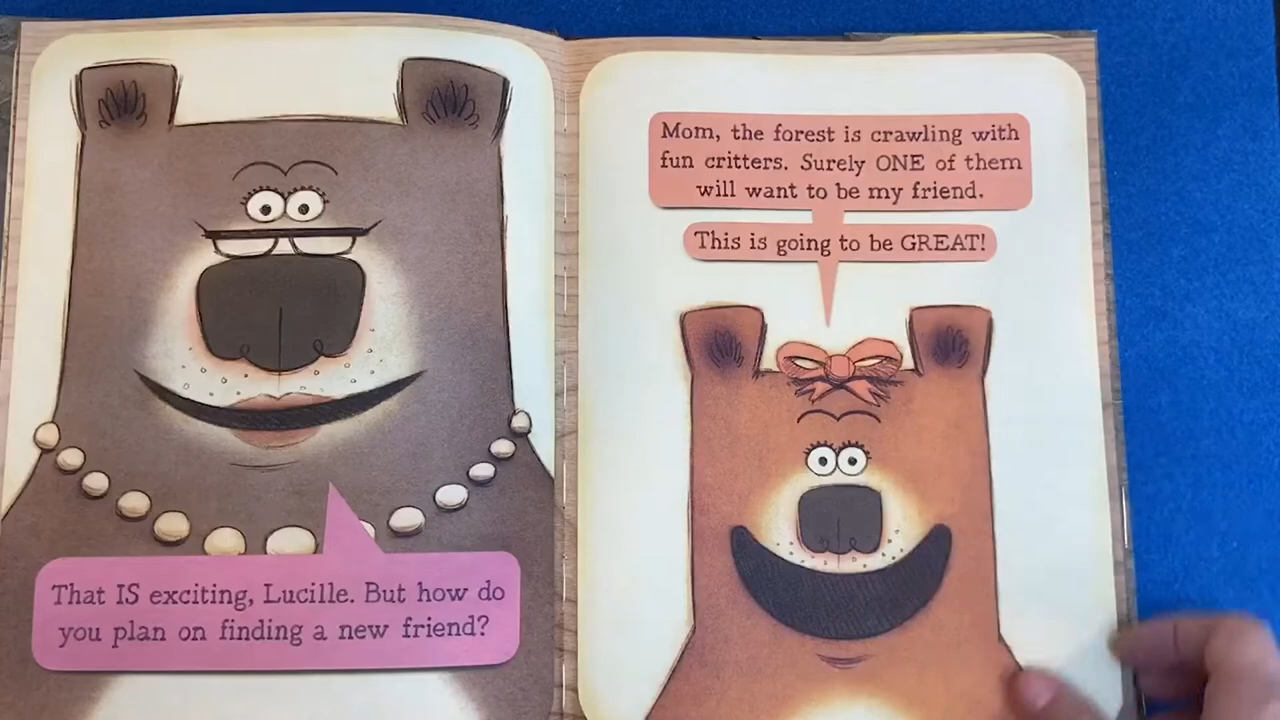 That IS exciting, Lucille. But how do
you plan on finding a new friend?
Mom, the forest is crawling with
fun critters. Surely ONE of them
will want to be my friend.
This is going to be GREAT!